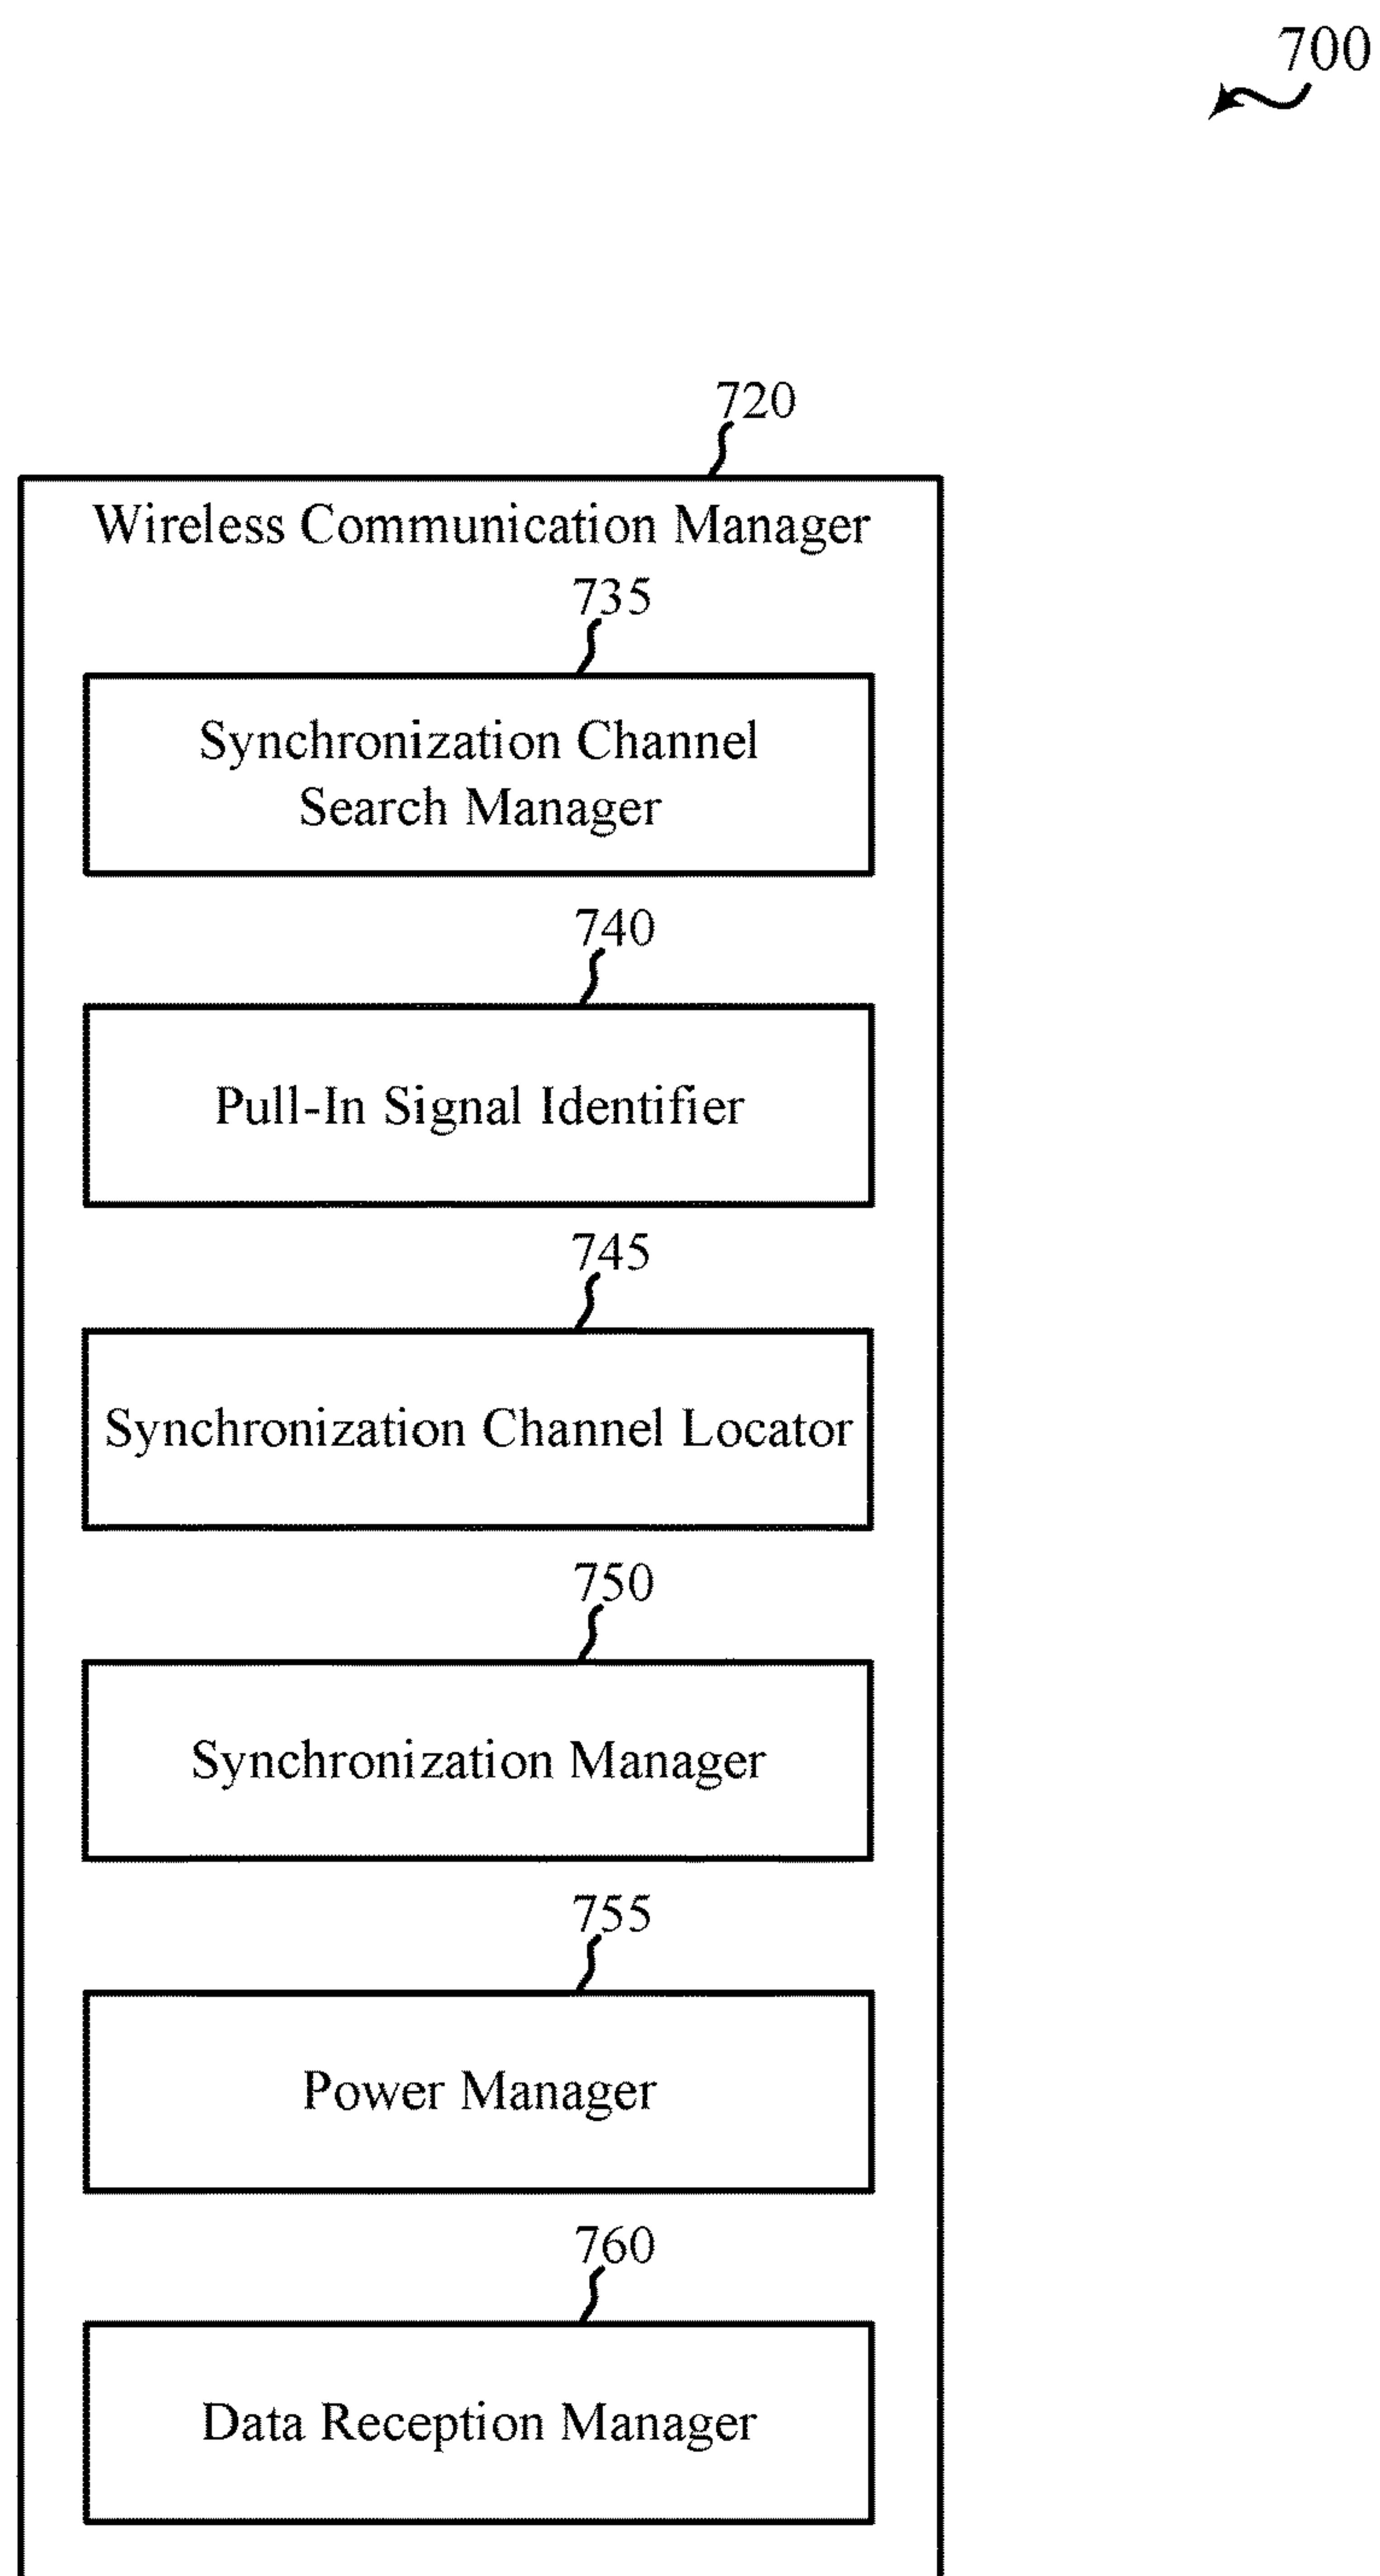 700
720
Wireless Communication Manager
735
Synchronization Channel
Search Manager
740
Pull-In Signal Identifier
745
Synchronization Channel Locator
750
Synchronization Manager
755
Power Manager
760
Data Reception Manager